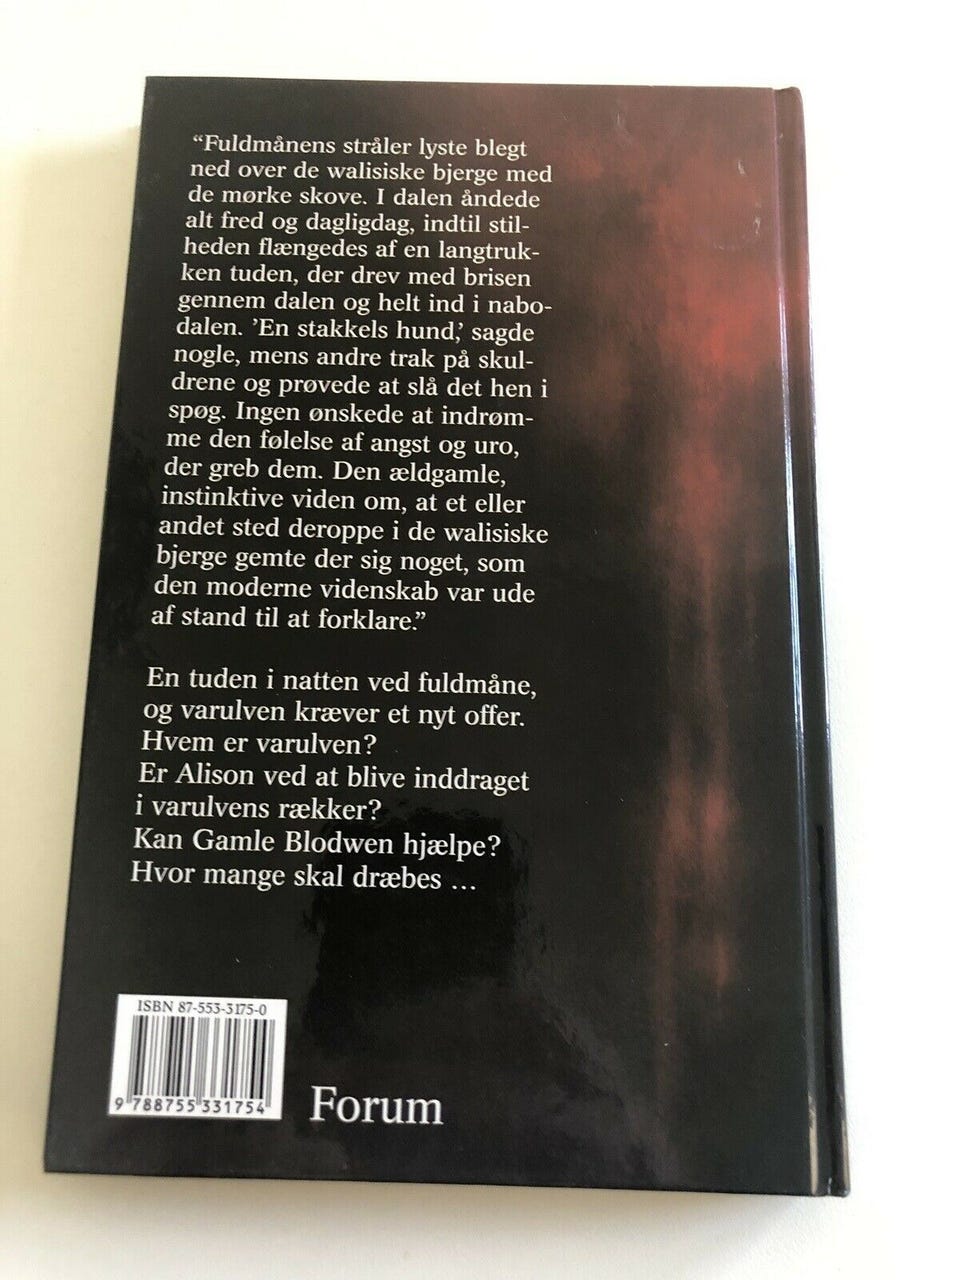 “Fuldmånens stråler lyste blegt
ned over de walisiske bjerge med
de mørke skove. I dalen åndede
alt fred og dagligdag, indtil stil-
heden flængedes af en langtruk-
ken tuden, der drev med brisen
gennem dalen og helt ind i nabo-
dalen. ’En stakkels hund,’ sagde
nogle, mens andre trak på skul-
drene og prøvede at slå det hen i
spøg. Ingen ønskede at indrøm-
me den følelse af angst og uro,
der greb dem. Den ældgamle,
instinktive viden om, at et eller
andet sted deroppe i de walisiske
bjerge gemte der sig noget, som
den moderne videnskab var ude
af stand til at forklare.”
En tuden i natten ved fuldmåne,
og varulven kræver et nyt offer.
Hvem er varulven?
Er Alison ved at blive inddraget
i varulvens rækker?
Kan Gamle Blodwen hjælpe?
Hvor mange skal dræbes …
ISBN 87-553-3175-0
9 788755 331754
Forum